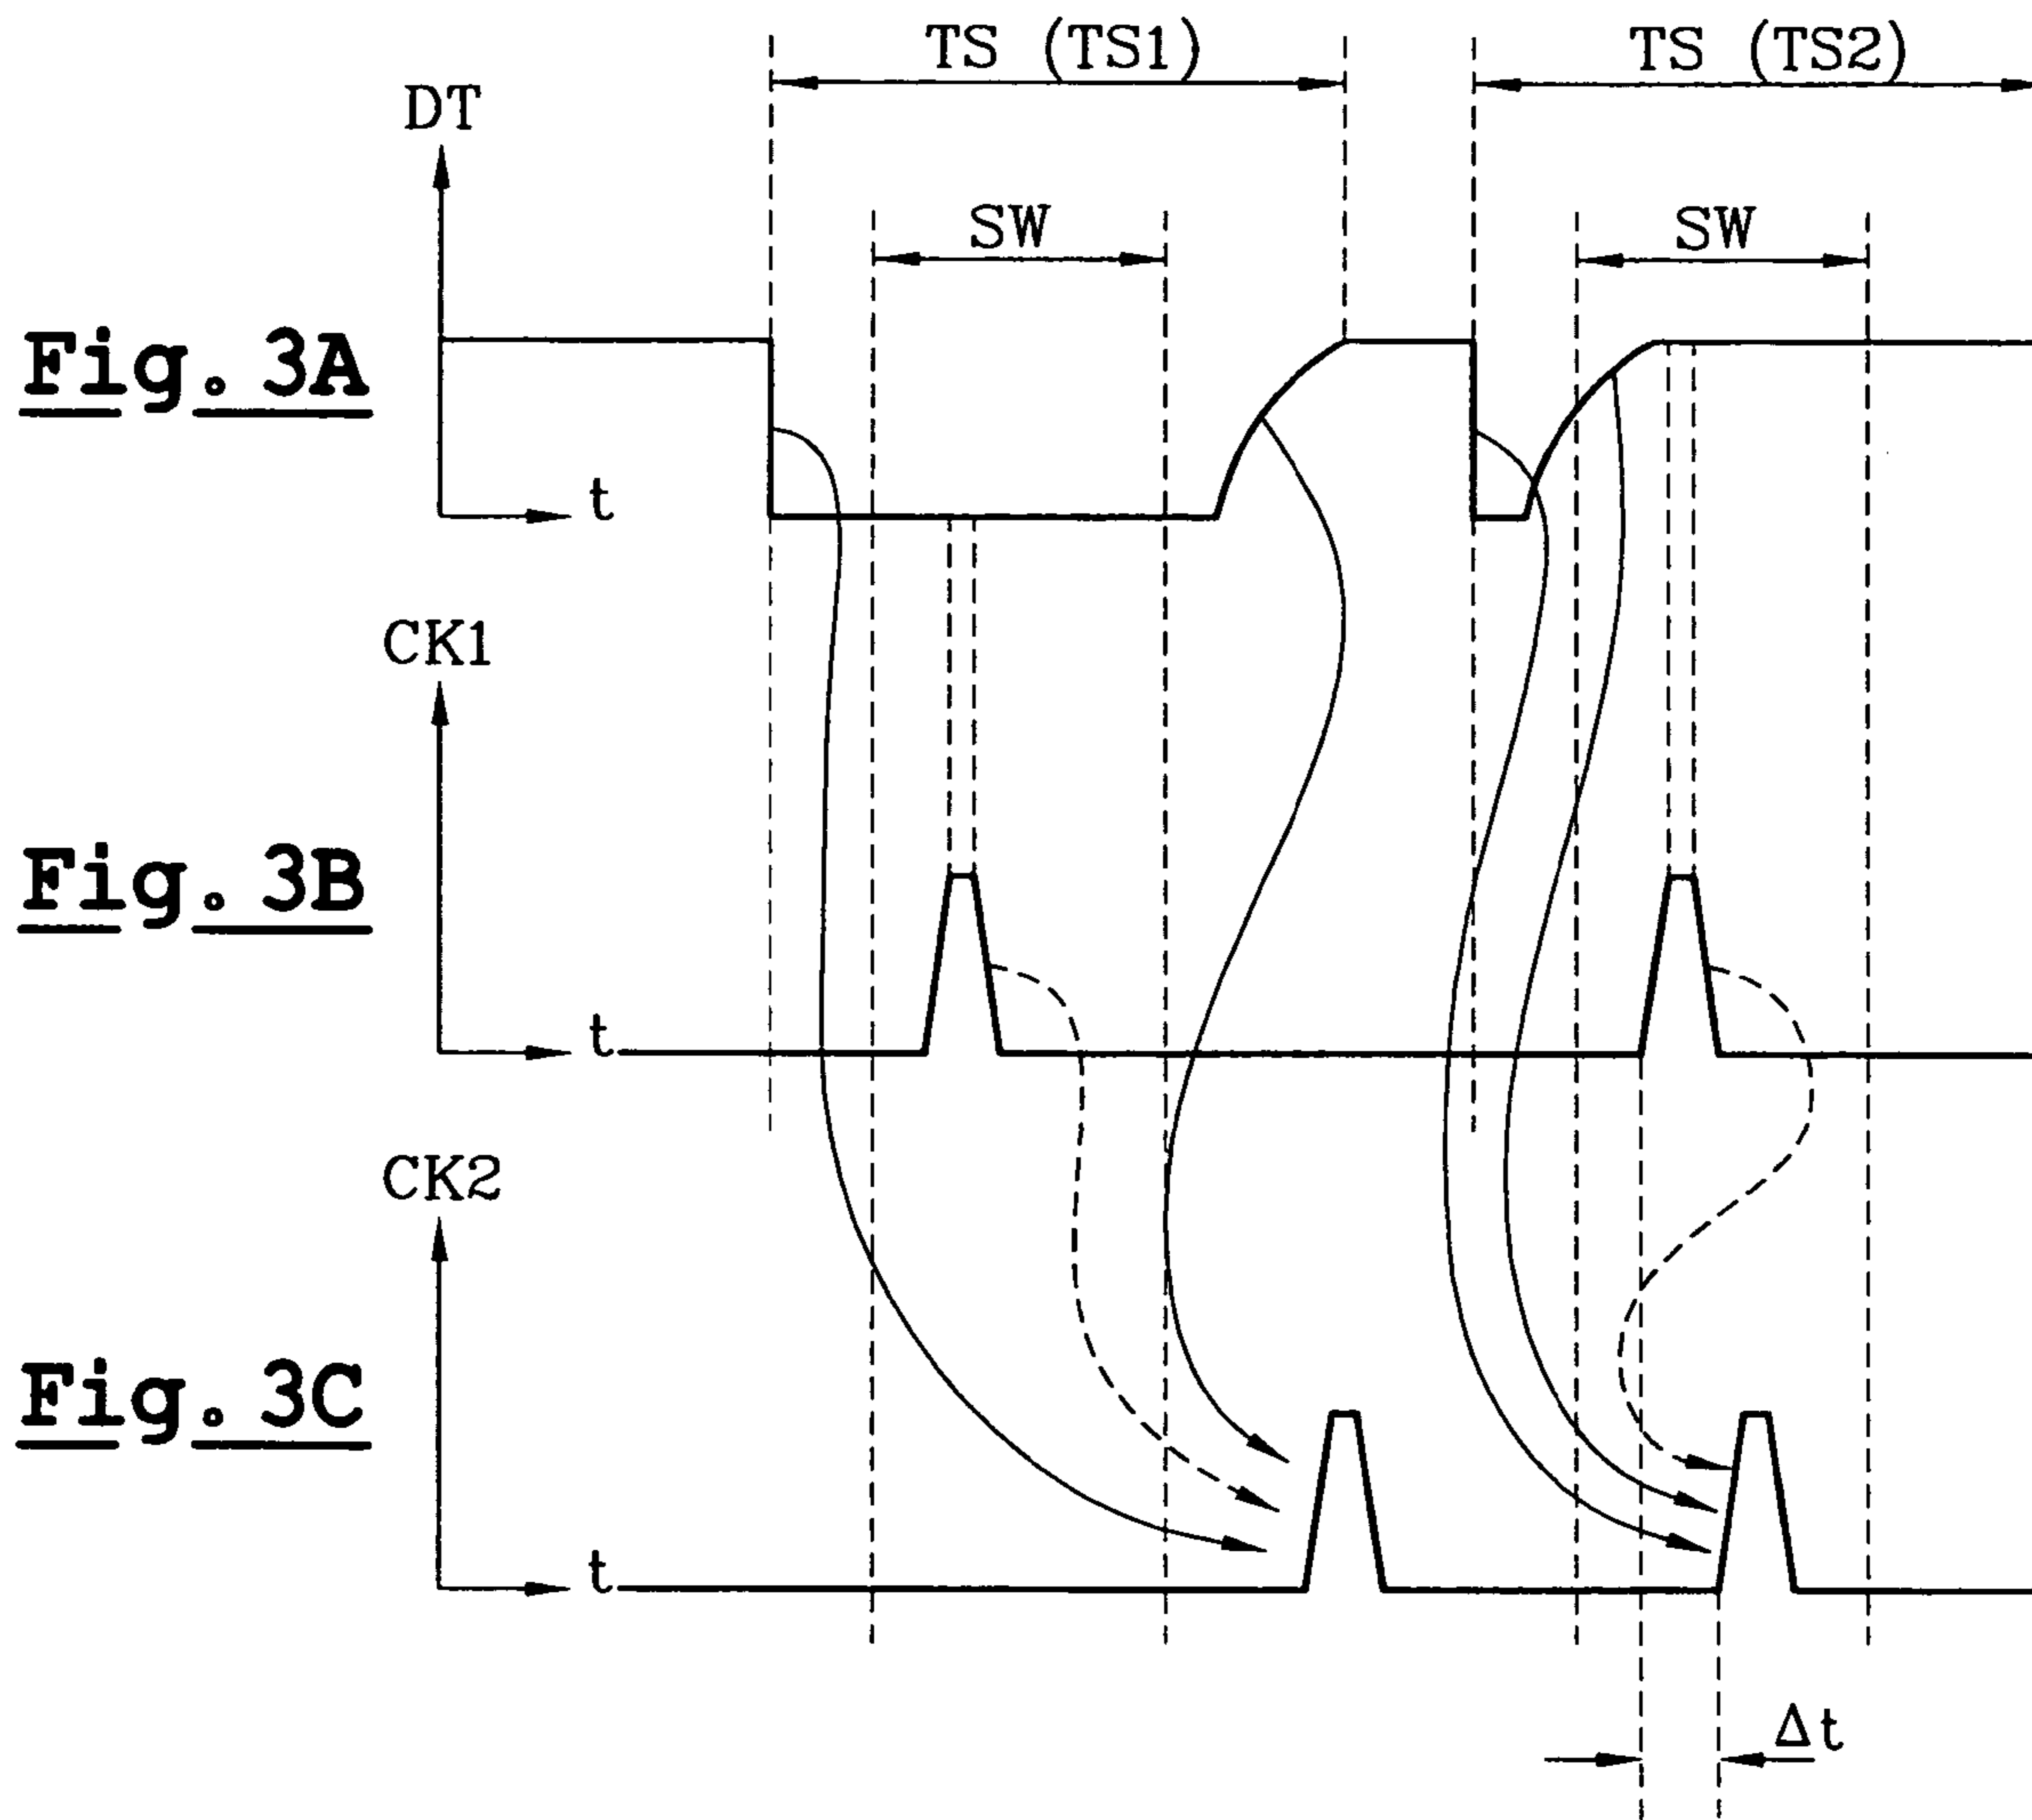 TS (TS1)
TS (TS2)
DT
SW
SW
Fig. 3A
t
CK1
Fig. 3B
t
CK2
Fig. 3C
t
Δt